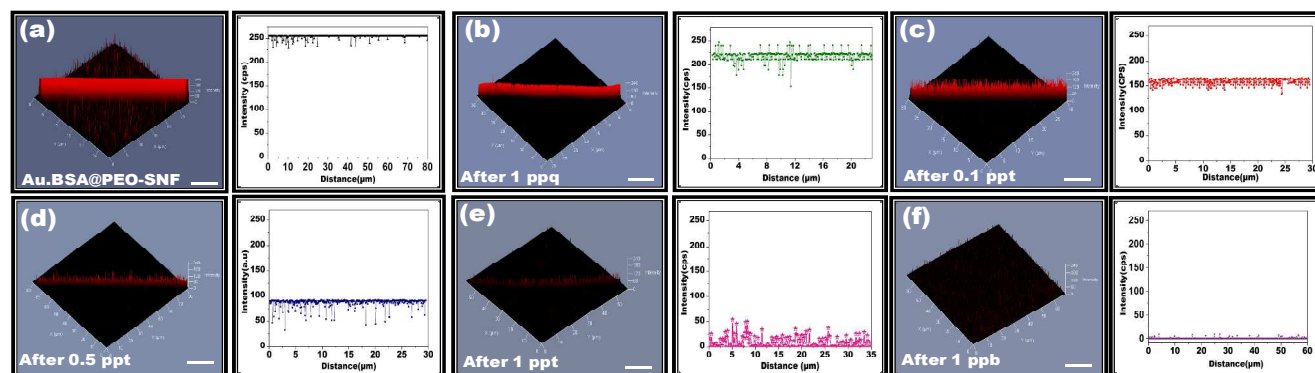 (a)
Au.BSA@PEO-SNF
Intensity (cps)
250
200
150
100
50
0
0 10 20 30 40 50 60 70 80
Distance(µm)
(b)
After 1 ppq
Intensity(cps)
250
200
150
100
50
0
4 8 12 16 20
Distance(µm)
(c)
After 0.1 ppt
Intensity(CPS)
250
200
150
100
50
0
0 5 10 15 20 25 30
Distance(µm)
(d)
After 0.5 ppt
Intensity(a.u)
250
200
150
100
50
0
0 5 10 15 20 25 30
Distance(µm)
(e)
After 1 ppt
Intensity(cps)
250
200
150
100
50
0
0 5 10 15 20 25 30 35
Distance (µm)
(f)
After 1 ppb
Intensity(cps)
250
200
150
100
50
0
0 10 20 30 40 50 60
Distance(µm)